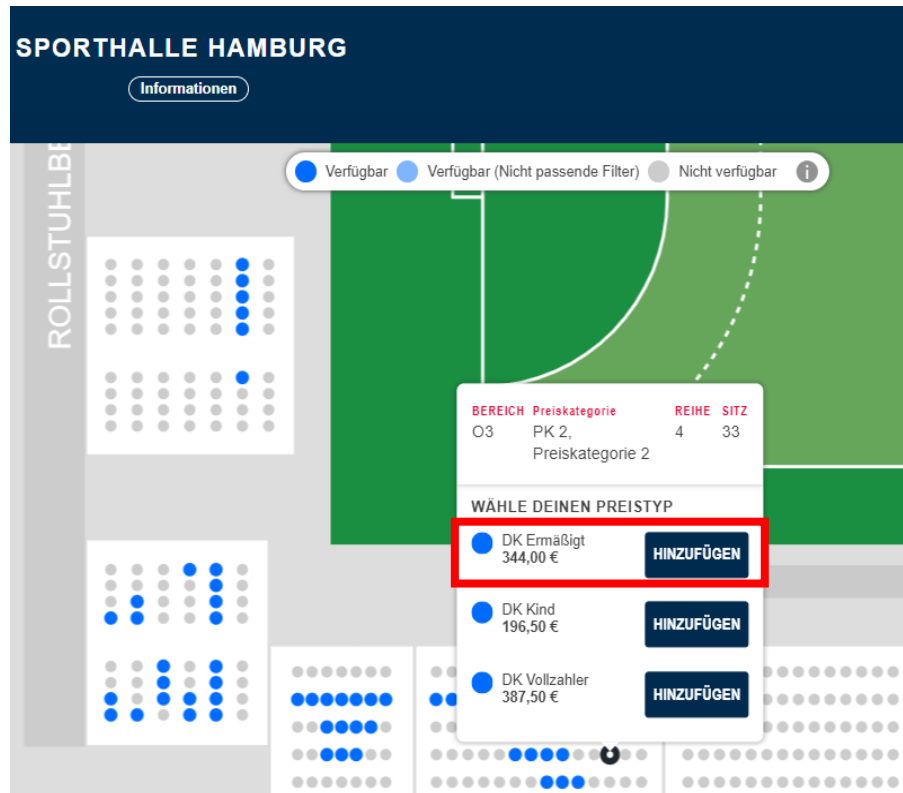 SPORTHALLE HAMBURG
Informationen
Verfügbar Verfügbar (Nicht passende Filter) Nicht verfügbar i
BEREICH Preiskategorie REIHE SITZ
O3 PK 2, 4 33
Preiskategorie 2
WÄHLE DEINEN PREISTYP
DK Ermäßigt
344,00 €
HINZUFÜGEN
DK Kind
196,50 €
HINZUFÜGEN
DK Vollzahler
387,50 €
HINZUFÜGEN